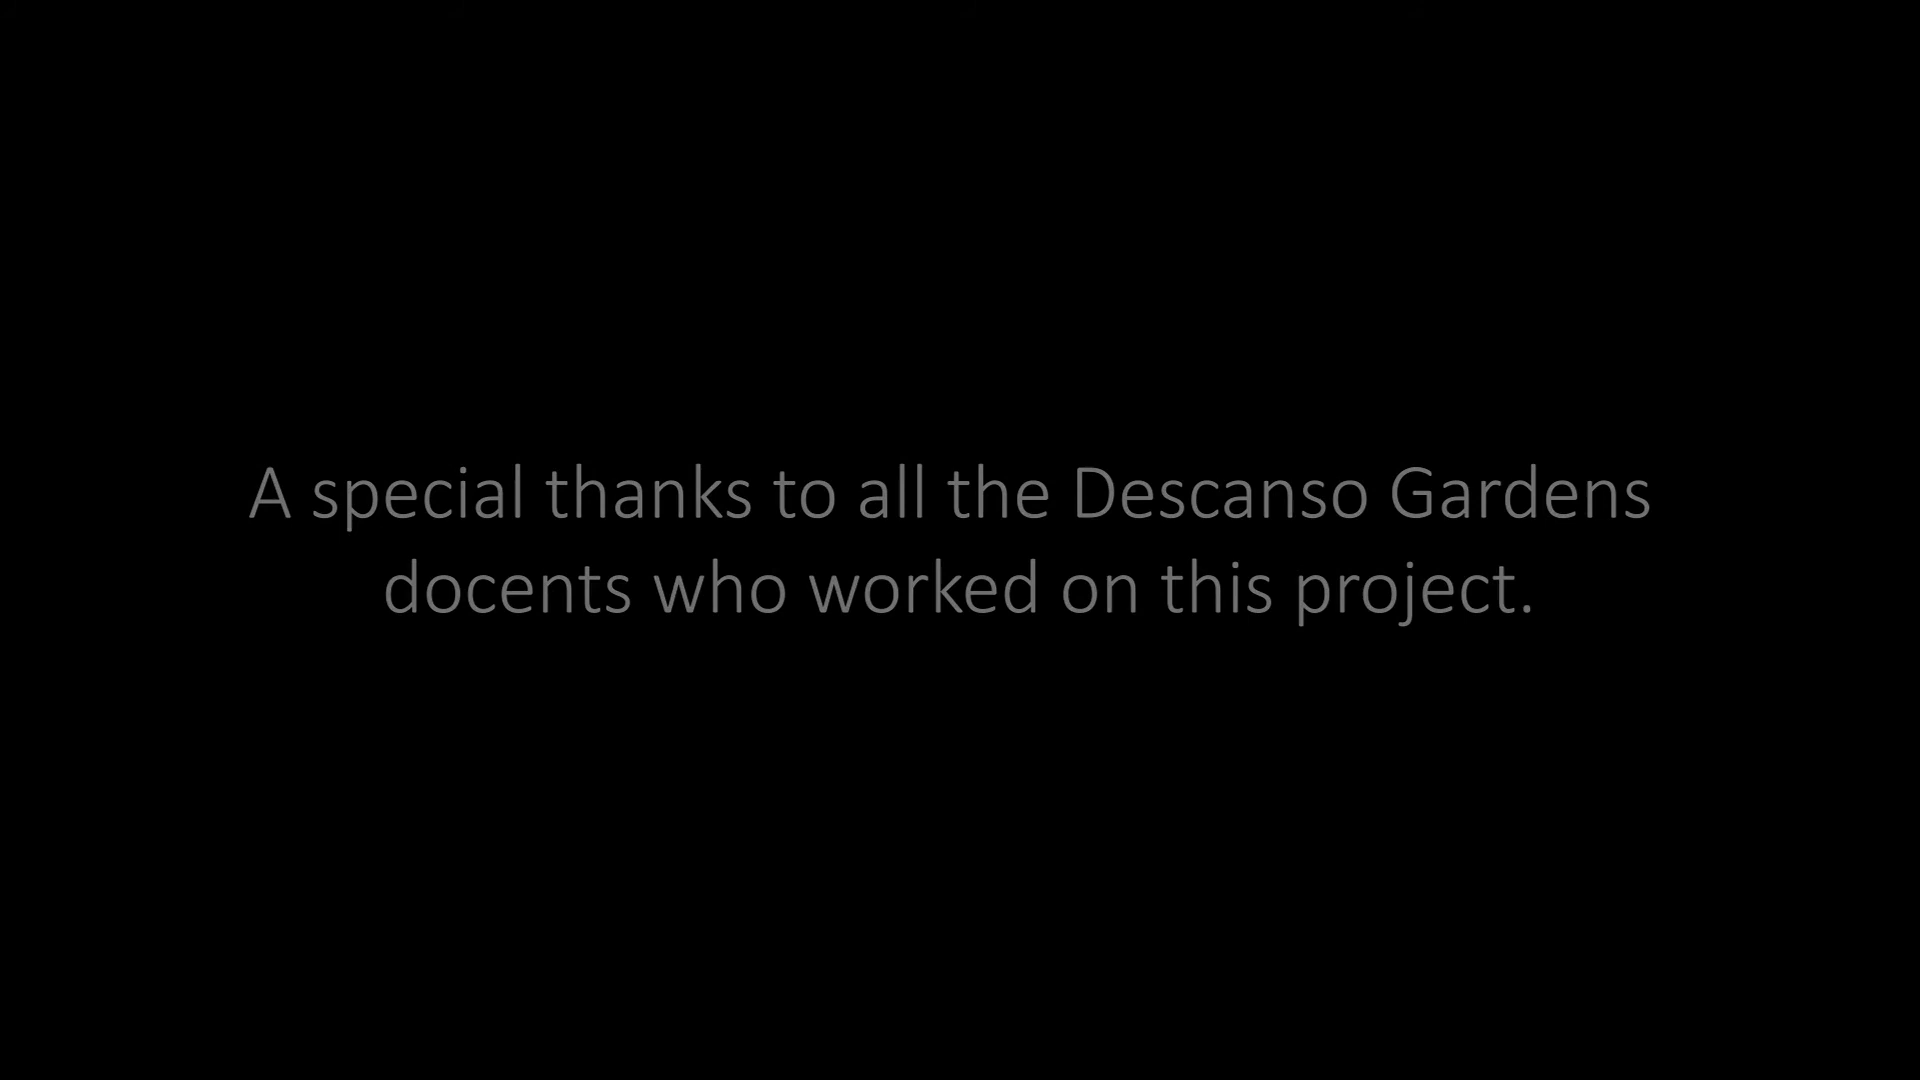 A special thanks to all the Descanso Gardens
docents who worked on this project.